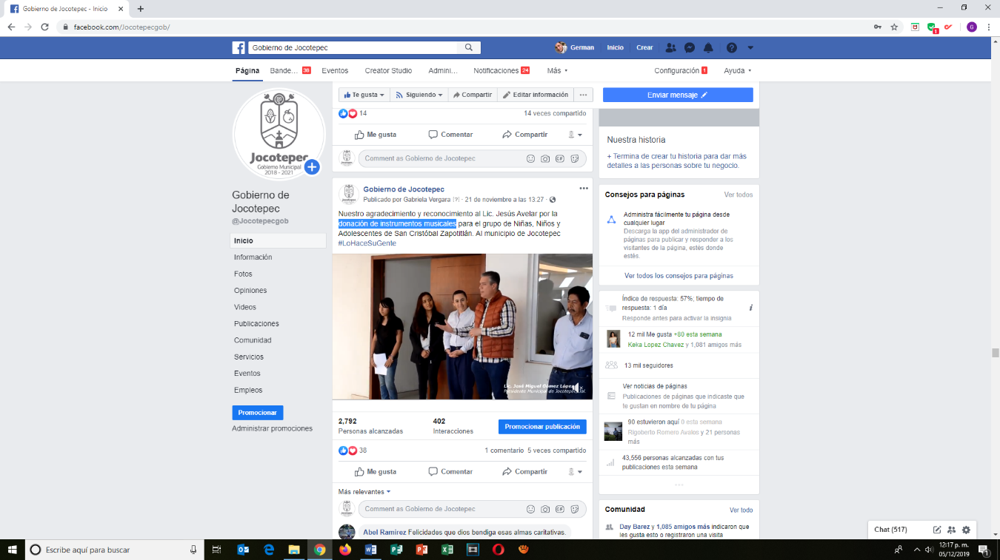 Gobierno de Jocotepec - Inicio
facebook.com/Jocotepecgob/
G
Gobierno de Jocotepec
German
Inicio
Crear
Página
Bande... 36
Eventos
Creator Studio
Admini...
Notificaciones 24
Más
Configuración 1
Ayuda
Jocotepec
Gobierno Municipal
2018 - 2021
Gobierno de
Jocotepec
@Jocotepecgob
Inicio
Información
Fotos
Opiniones
Videos
Publicaciones
Comunidad
Servicios
Eventos
Empleos
Promocionar
Administrar promociones
Te gusta
Siguiendo
Compartir
Editar información
14
14 veces compartido
Me gusta
Comentar
Compartir
Comment as Gobierno de Jocotepec
Gobierno de Jocotepec
Publicado por Gabriela Vergara [?] · 21 de noviembre a las 13:27 ·
Nuestro agradecimiento y reconocimiento al Lic. Jesús Avelar por la
donación de instrumentos musicales para el grupo de Niñas, Niños y
Adolescentes de San Cristóbal Zapotitlán. Al municipio de Jocotepec
#LoHaceSuGente
Lic. José Miguel Gómez López
Presidente Municipal de Jocotepec, Jal.
2,792
Personas alcanzadas
402
Interacciones
Promocionar publicación
38
1 comentario 5 veces compartido
Me gusta
Comentar
Compartir
Más relevantes
Comment as Gobierno de Jocotepec
Abel Ramirez Felicidades que dios bendiga esas almas caritativas.
Enviar mensaje
Nuestra historia
+ Termina de crear tu historia para dar más
detalles a las personas sobre tu negocio.
Consejos para páginas
Ver todos
Administra fácilmente tu página desde
cualquier lugar
Descarga la app del administrador de
páginas para publicar y responder a los
visitantes de la página, estés donde
estés.
Ver todos los consejos para páginas
Índice de respuesta: 57%; tiempo de
respuesta: 1 día
Responde antes para activar la insignia
12 mil Me gusta +80 esta semana
Keka Lopez Chavez y 1,081 amigos más
13 mil seguidores
Ver noticias de páginas
Publicaciones de páginas que indicaste que
te gustan en nombre de tu página
90 estuvieron aquí 0 esta semana
Rigoberto Romero Avalos y 21 personas
más
43,556 personas alcanzadas con tus
publicaciones esta semana
Comunidad
Ver todo
Day Barez y 1,085 amigos más indicaron que
les gusta esto o registraron una visita
Chat (517)
Escribe aquí para buscar
12:17 p. m.
05/12/2019
1